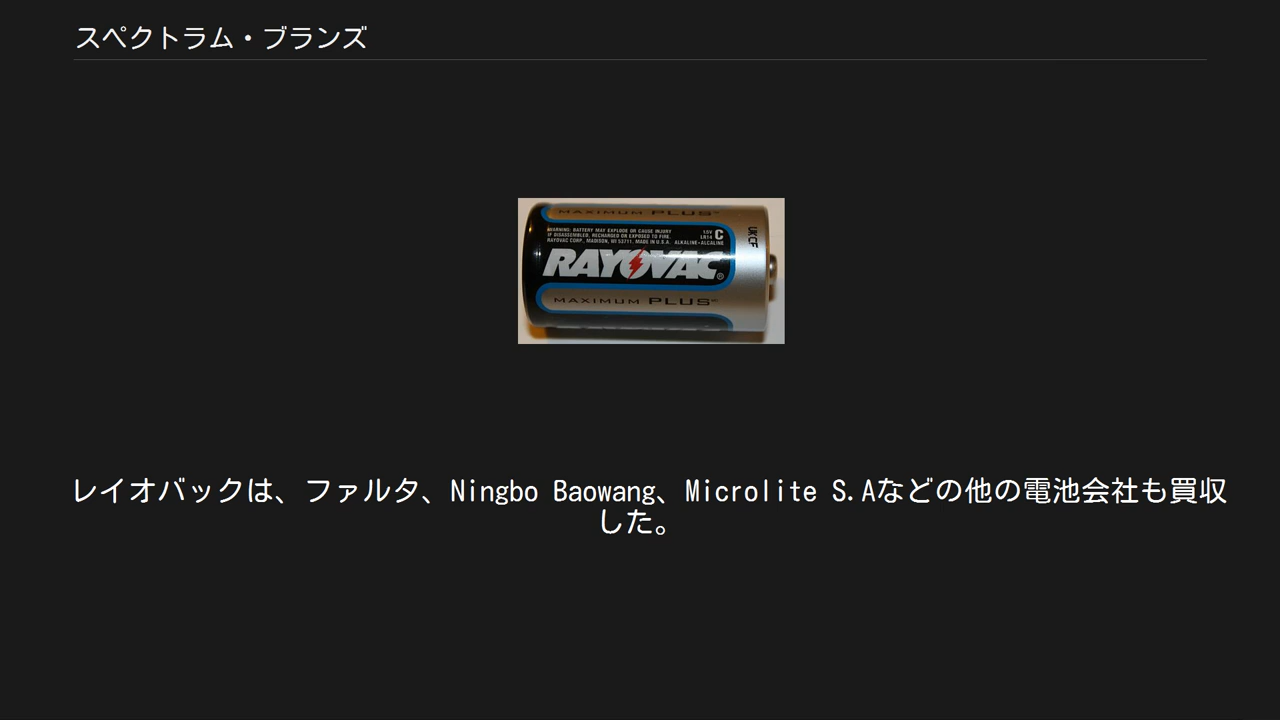 スペクトラム・ブランズ
MAXIMUM PLUS
WARNING: BATTERY MAY EXPLODE OR CAUSE INJURY
IF DISASSEMBLED, RECHARGED OR EXPOSED TO FIRE.
RAYOVAC CORP., MADISON, WI 53711. MADE IN U.S.A. ALKALINE-ALCALINE
1.5V
LR14
C
RAYOVAC®
MAXIMUM PLUS
レイオバックは、ファルタ、Ningbo Baowang、Microlite S.Aなどの他の電池会社も買収
した。